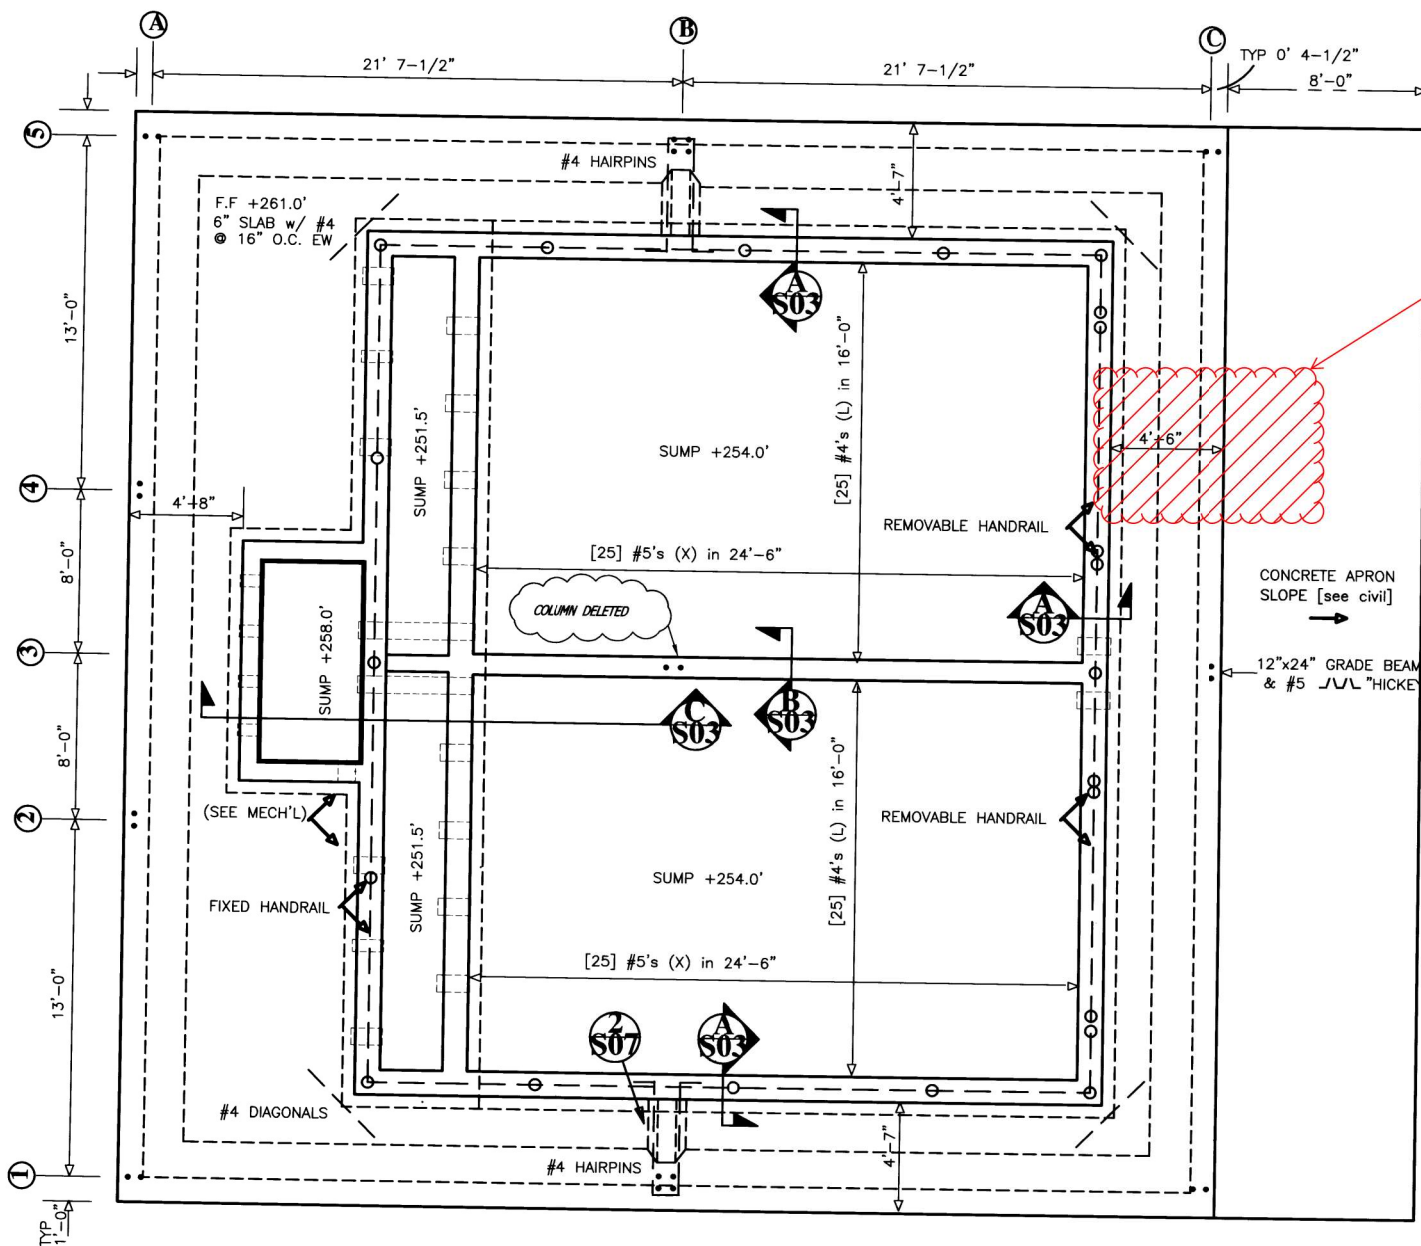 A
B
C
21' 7-1/2"
21' 7-1/2"
TYP 0' 4-1/2"
8'-0"
5
#4 HAIRPINS
4'-7"
F.F +261.0'
6" SLAB w/ #4
@ 16" O.C. EW
A
S03
13'-0"
SUMP +251.5'
[25] #4's (L) in 16'-0"
SUMP +254.0'
4'-6"
4
4'-8"
REMOVABLE HANDRAIL
[25] #5's (X) in 24'-6"
8'-0"
COLUMN DELETED
CONCRETE APRON
SLOPE [see civil]
A
S03
3
SUMP +258.0'
12"x24" GRADE BEAM
& #5 "HICKEY
C
S03
B
S03
8'-0"
2
(SEE MECH'L)
REMOVABLE HANDRAIL
[25] #4's (L) in 16'-0"
SUMP +251.5'
SUMP +254.0'
FIXED HANDRAIL
[25] #5's (X) in 24'-6"
13'-0"
2
S07
A
S03
#4 DIAGONALS
#4 HAIRPINS
4'-7"
1
TYP
1'-0"